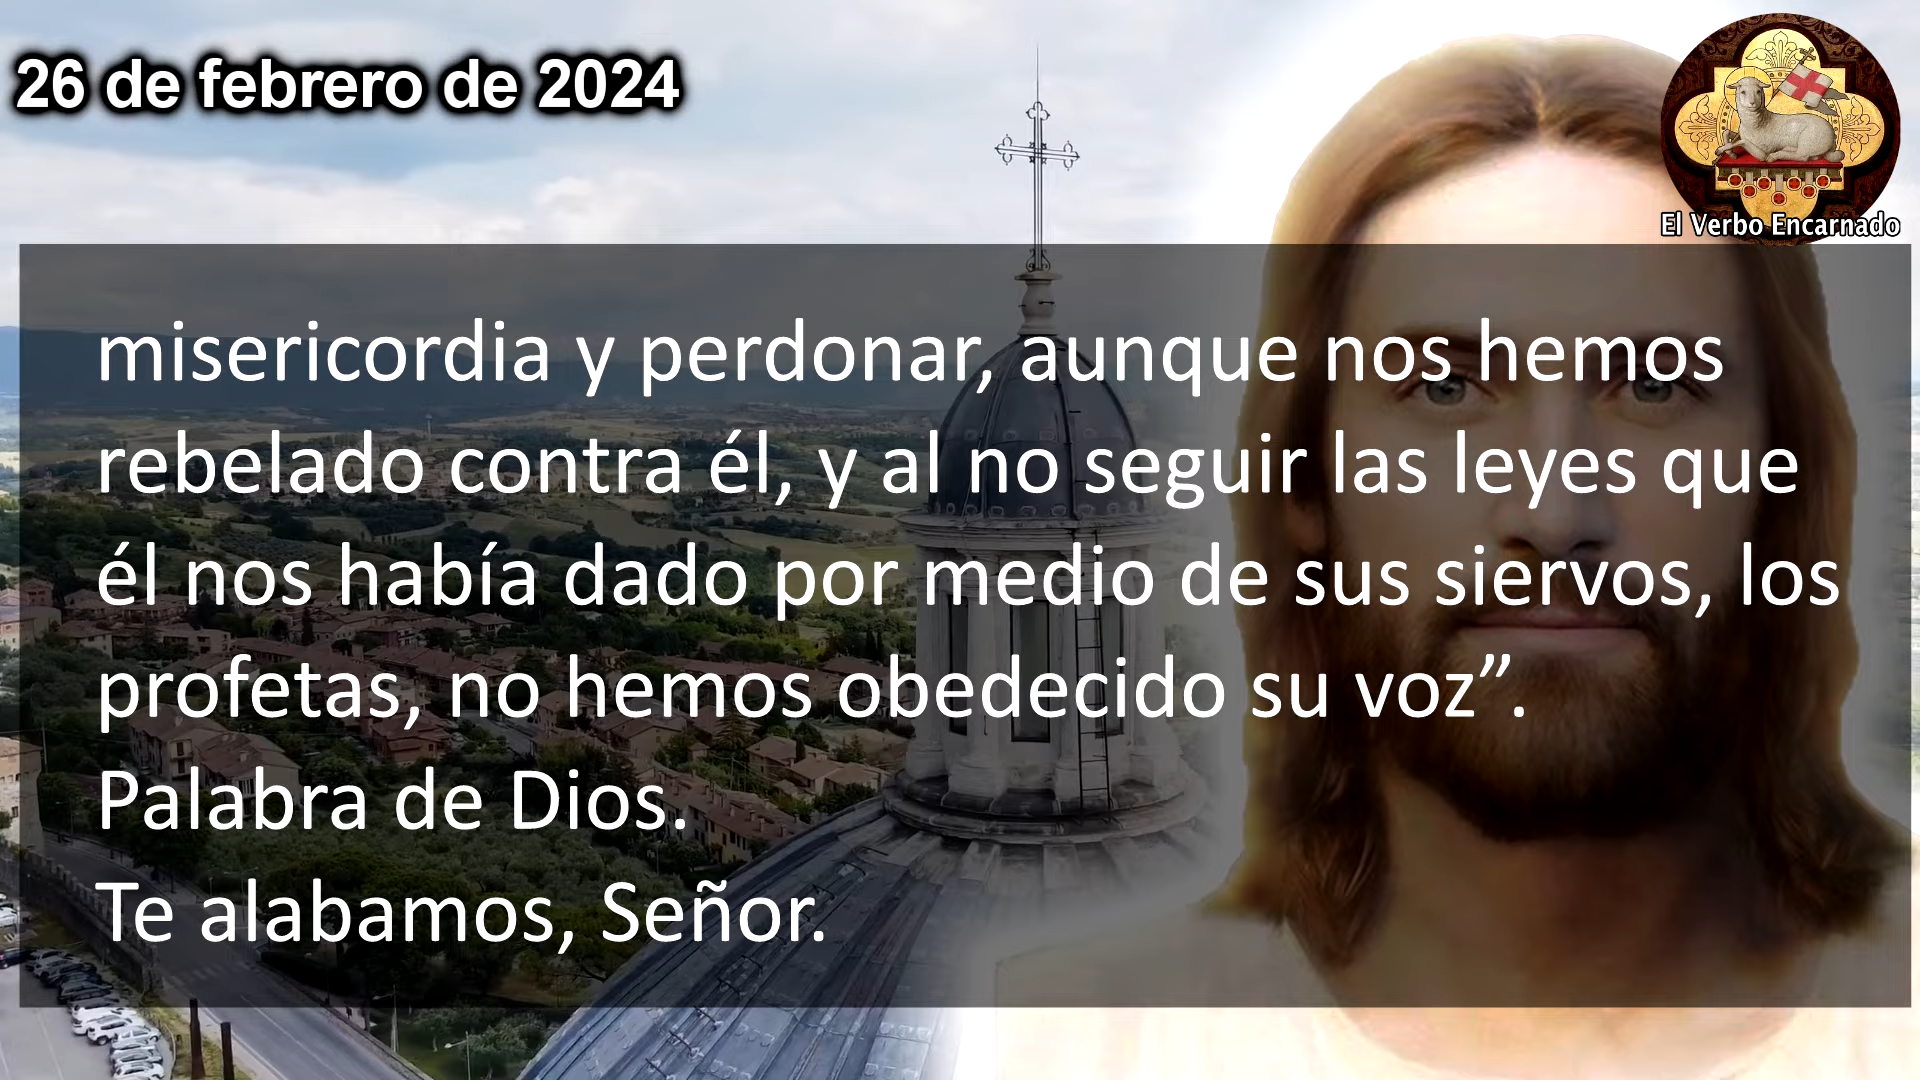 26 de febrero de 2024
El Verbo Encarnado
misericordia y perdonar, aunque nos hemos
rebelado contra él, y al no seguir las leyes que
él nos había dado por medio de sus siervos, los
profetas, no hemos obedecido su voz”.
Palabra de Dios.
Te alabamos, Señor.